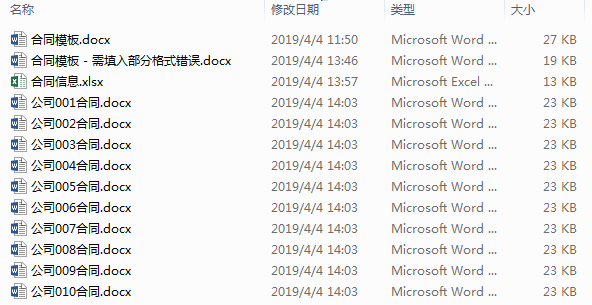 名称 修改日期 类型 大小
合同模板.docx 2019/4/4 11:50 Microsoft Word ... 27 KB
合同模板 - 需填入部分格式错误.docx 2019/4/4 13:46 Microsoft Word ... 19 KB
合同信息.xlsx 2019/4/4 13:57 Microsoft Excel ... 13 KB
公司001合同.docx 2019/4/4 14:03 Microsoft Word ... 23 KB
公司002合同.docx 2019/4/4 14:03 Microsoft Word ... 23 KB
公司003合同.docx 2019/4/4 14:03 Microsoft Word ... 23 KB
公司004合同.docx 2019/4/4 14:03 Microsoft Word ... 23 KB
公司005合同.docx 2019/4/4 14:03 Microsoft Word ... 23 KB
公司006合同.docx 2019/4/4 14:03 Microsoft Word ... 23 KB
公司007合同.docx 2019/4/4 14:03 Microsoft Word ... 23 KB
公司008合同.docx 2019/4/4 14:03 Microsoft Word ... 23 KB
公司009合同.docx 2019/4/4 14:03 Microsoft Word ... 23 KB
公司010合同.docx 2019/4/4 14:03 Microsoft Word ... 23 KB